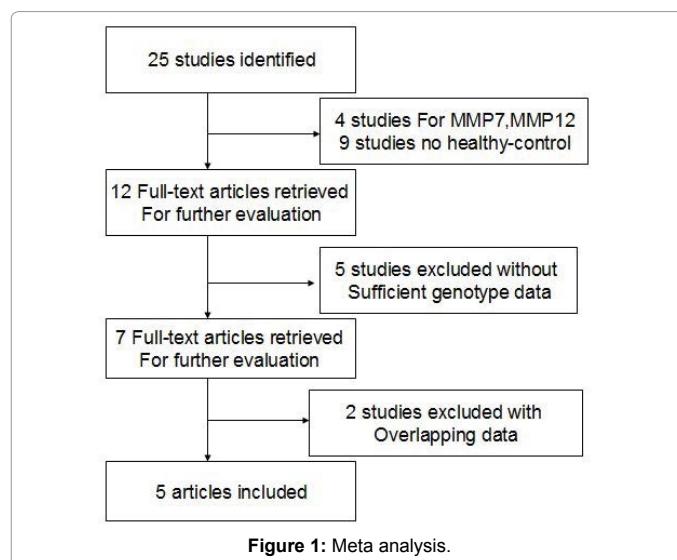 25 studies identified
4 studies For MMP7,MMP12
9 studies no healthy-control
12 Full-text articles retrieved
For further evaluation
5 studies excluded without
Sufficient genotype data
7 Full-text articles retrieved
For further evaluation
2 studies excluded with
Overlapping data
5 articles included
Figure 1: Meta analysis.